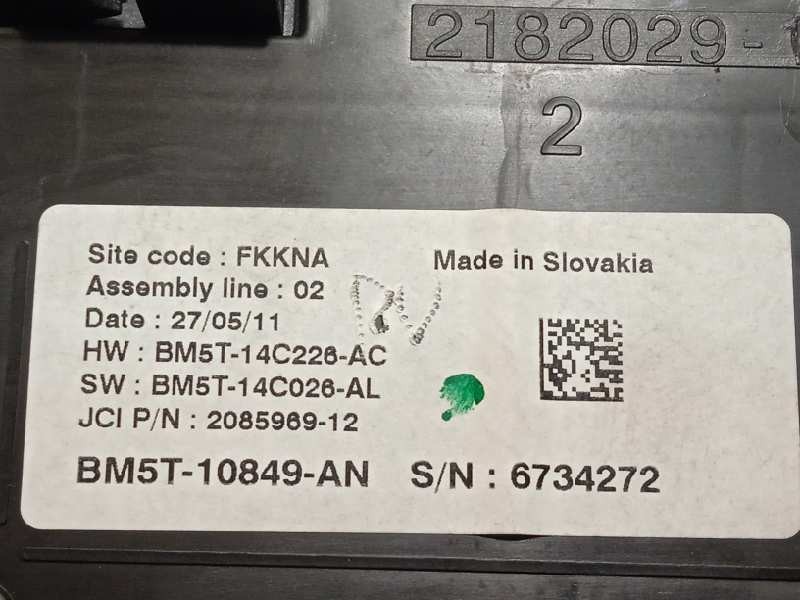 2182029-
2
Site code : FKKNA
Made in Slovakia
Assembly line : 02
Date : 27/05/11
HW : BM5T-14C226-AC
SW : BM5T-14C026-AL
JCI P/N : 2085969-12
BM5T-10849-AN S/N : 6734272